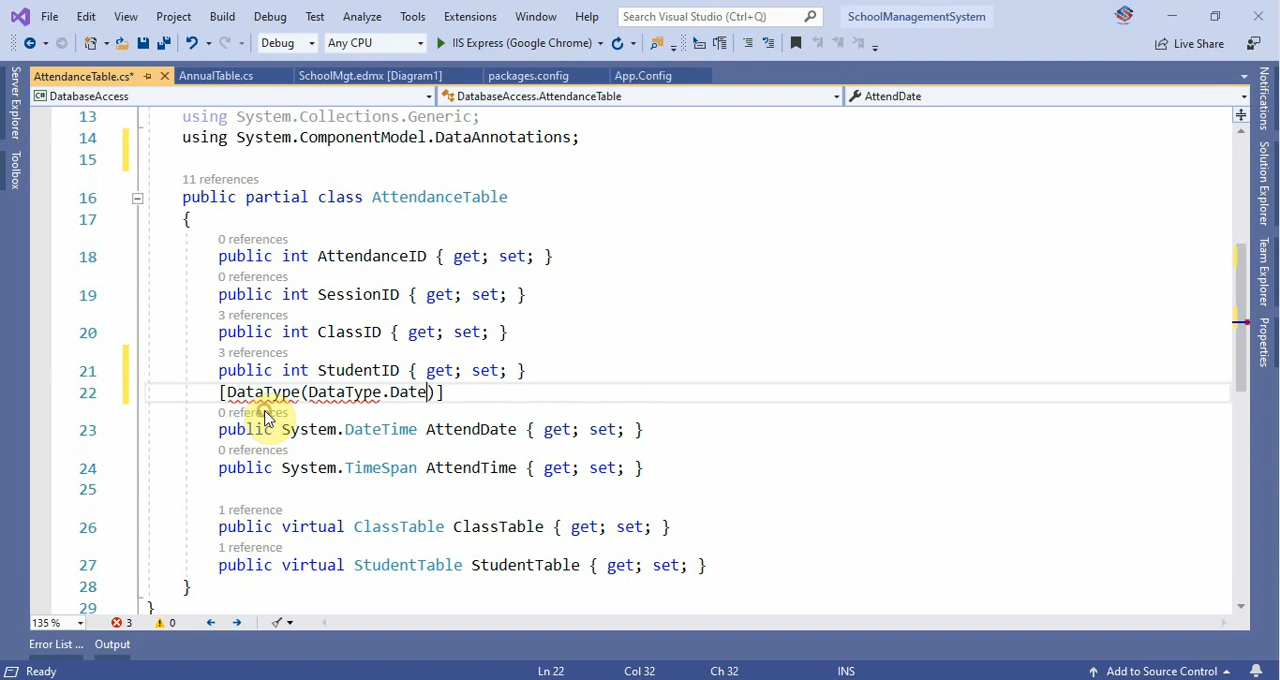 File Edit View Project Build Debug Test Analyze Tools Extensions Window Help Search Visual Studio (Ctrl+Q) SchoolManagementSystem
Debug Any CPU IIS Express (Google Chrome) Live Share
AttendanceTable.cs* AnnualTable.cs SchoolMgt.edmx [Diagram1] packages.config App.Config
DatabaseAccess DatabaseAccess.AttendanceTable AttendDate
13 using System.Collections.Generic;
14 using System.ComponentModel.DataAnnotations;
15
11 references
16 public partial class AttendanceTable
17 {
0 references
18 public int AttendanceID { get; set; }
0 references
19 public int SessionID { get; set; }
3 references
20 public int ClassID { get; set; }
3 references
21 public int StudentID { get; set; }
22 [DataType(DataType.Date)]
0 references
23 public System.DateTime AttendDate { get; set; }
0 references
24 public System.TimeSpan AttendTime { get; set; }
25
1 reference
26 public virtual ClassTable ClassTable { get; set; }
1 reference
27 public virtual StudentTable StudentTable { get; set; }
28 }
29 }
135 % 3 0
Error List ... Output
Ready Ln 22 Col 32 Ch 32 INS Add to Source Control
Server Explorer
Toolbox
Notifications
Solution Explorer
Team Explorer
Properties